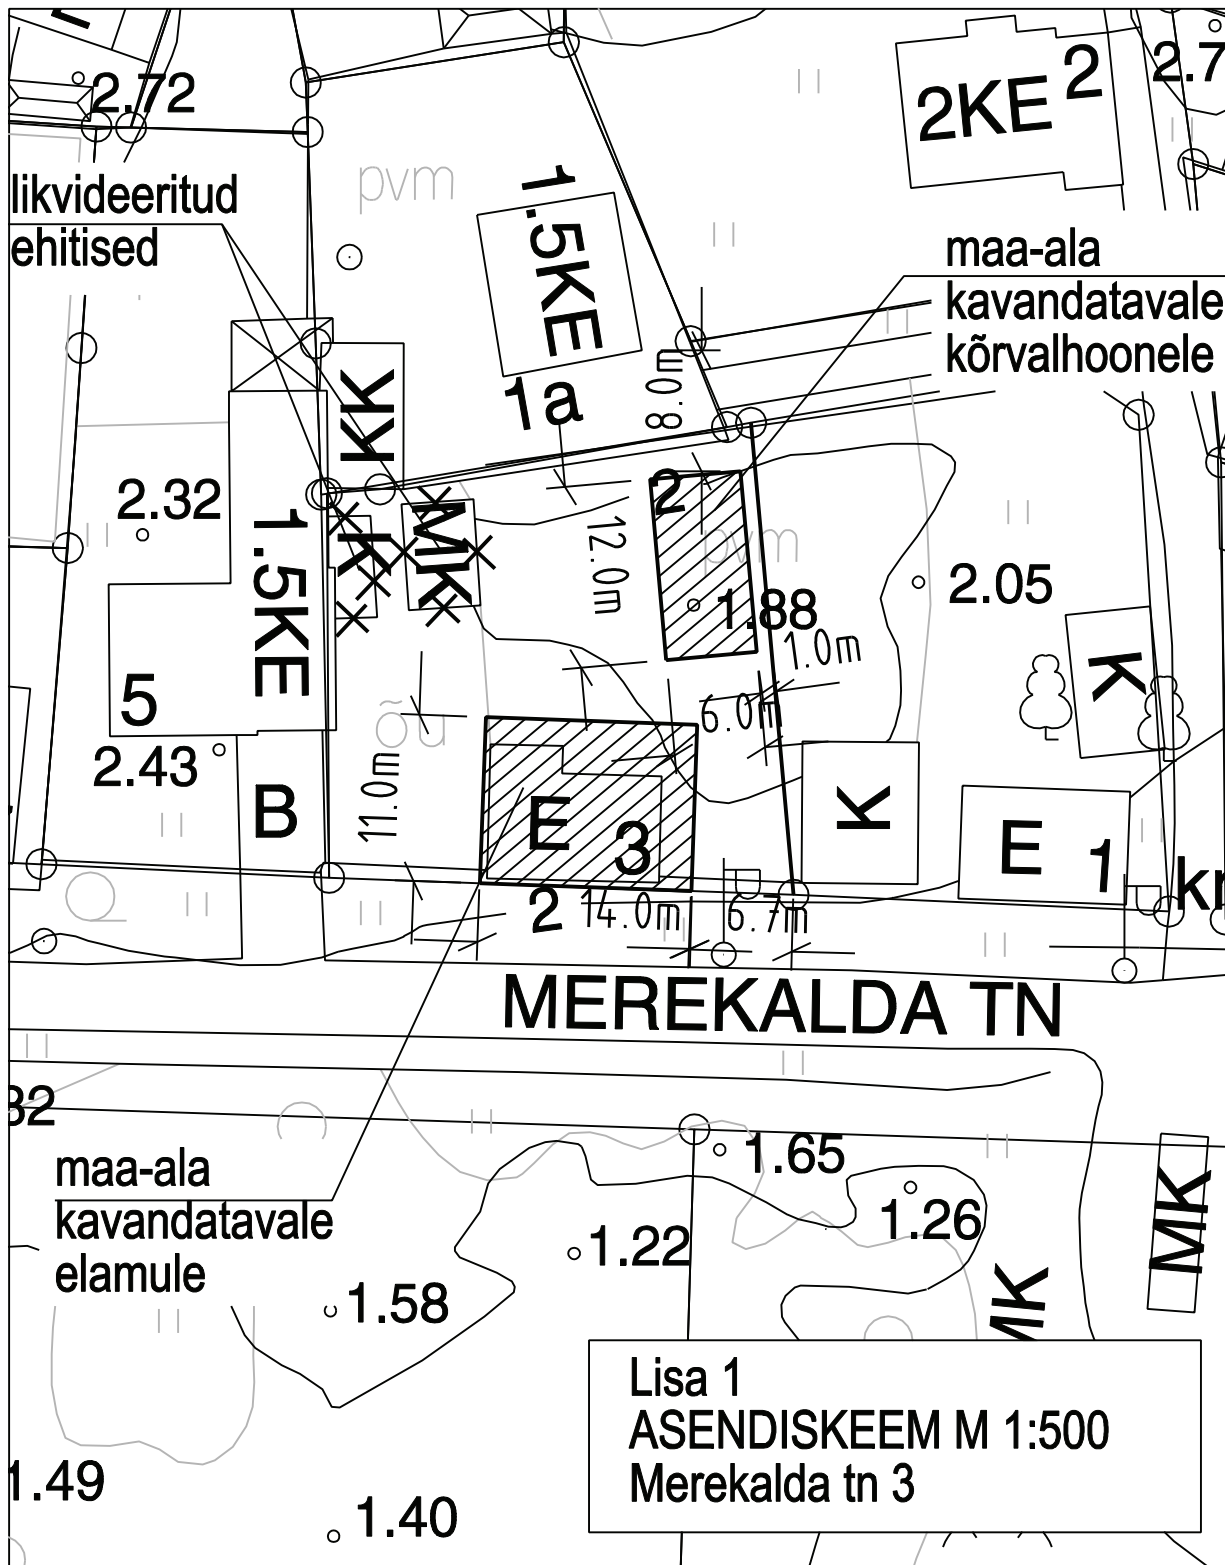 2.72
2KE
2
2.7
likvideeritud
ehitised
pvm
1.5KE
1a
maa-ala
kavandatavale
kõrvalhoonele
8.0m
KK
2
2.32
1.5KE
K
MK
12.0m
pvm
1.88
2.05
1.0m
K
5
õu
6.0m
2.43
B
11.0m
E
3
K
E
1
2
14.0m
6.7m
MEREKALDA TN
1.65
maa-ala
kavandatavale
elamule
1.26
MK
1.22
1.58
MK
Lisa 1
ASENDISKEEM M 1:500
Merekalda tn 3
1.49
1.40